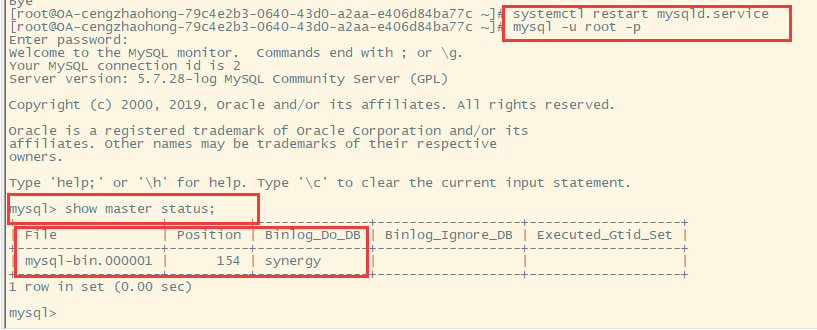 Bye
[root@OA-cengzhaohong-79c4e2b3-0640-43d0-a2aa-e406d84ba77c ~]# systemctl restart mysqld.service
[root@OA-cengzhaohong-79c4e2b3-0640-43d0-a2aa-e406d84ba77c ~]# mysql -u root -p
Enter password:
Welcome to the MySQL monitor.  Commands end with ; or \g.
Your MySQL connection id is 2
Server version: 5.7.28-log MySQL Community Server (GPL)
Copyright (c) 2000, 2019, Oracle and/or its affiliates. All rights reserved.
Oracle is a registered trademark of Oracle Corporation and/or its
affiliates. Other names may be trademarks of their respective
owners.
Type 'help;' or '\h' for help. Type '\c' to clear the current input statement.
mysql> show master status;
+------------------+----------+--------------+------------------+-------------------+
| File             | Position | Binlog_Do_DB | Binlog_Ignore_DB | Executed_Gtid_Set |
+------------------+----------+--------------+------------------+-------------------+
| mysql-bin.000001 |      154 | synergy      |                  |                   |
+------------------+----------+--------------+------------------+-------------------+
1 row in set (0.00 sec)
mysql>